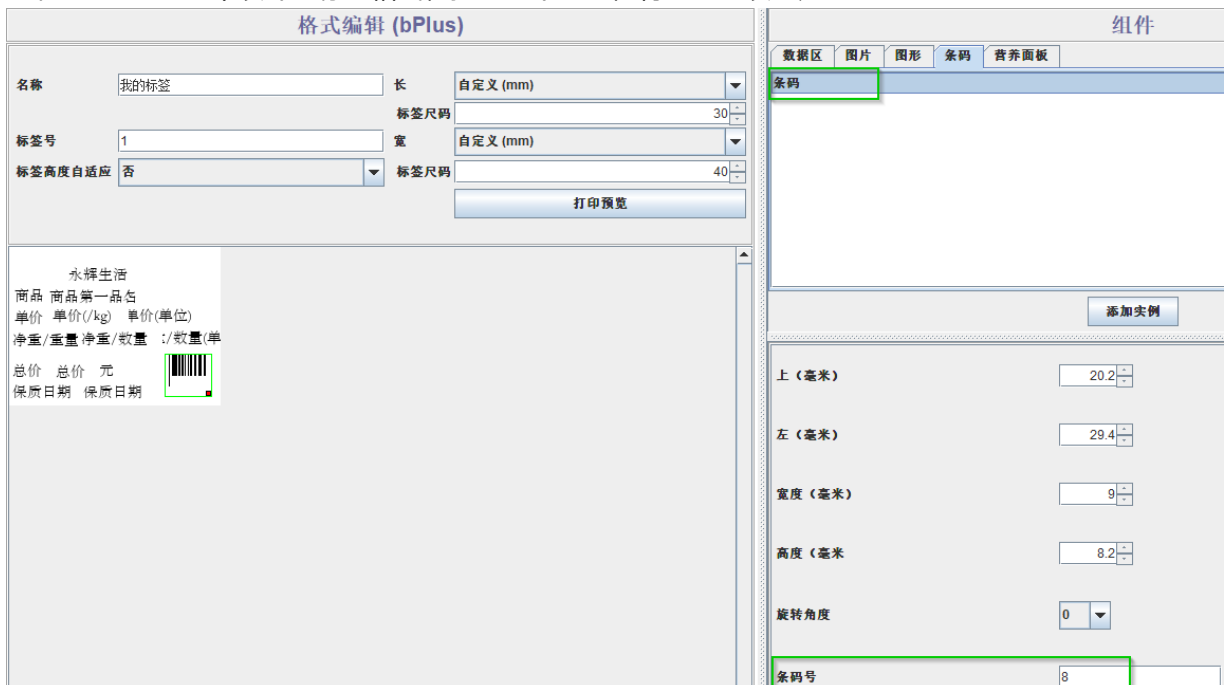 格式编辑 (bPlus)
名称 我的标签 长 自定义 (mm)
标签尺码 30
标签号 1 宽 自定义 (mm)
标签高度自适应 否 标签尺码 40
打印预览
永辉生活
商品 商品第一品名
单价 单价(/kg) 单价(单位)
净重/重量 净重/数量 :/数量(单
总价 总价 元
保质日期 保质日期
组件
数据区 图片 图形 条码 营养面板
条码
添加实例
上（毫米） 20.2
左（毫米） 29.4
宽度（毫米） 9
高度（毫米 8.2
旋转角度 0
条码号 8